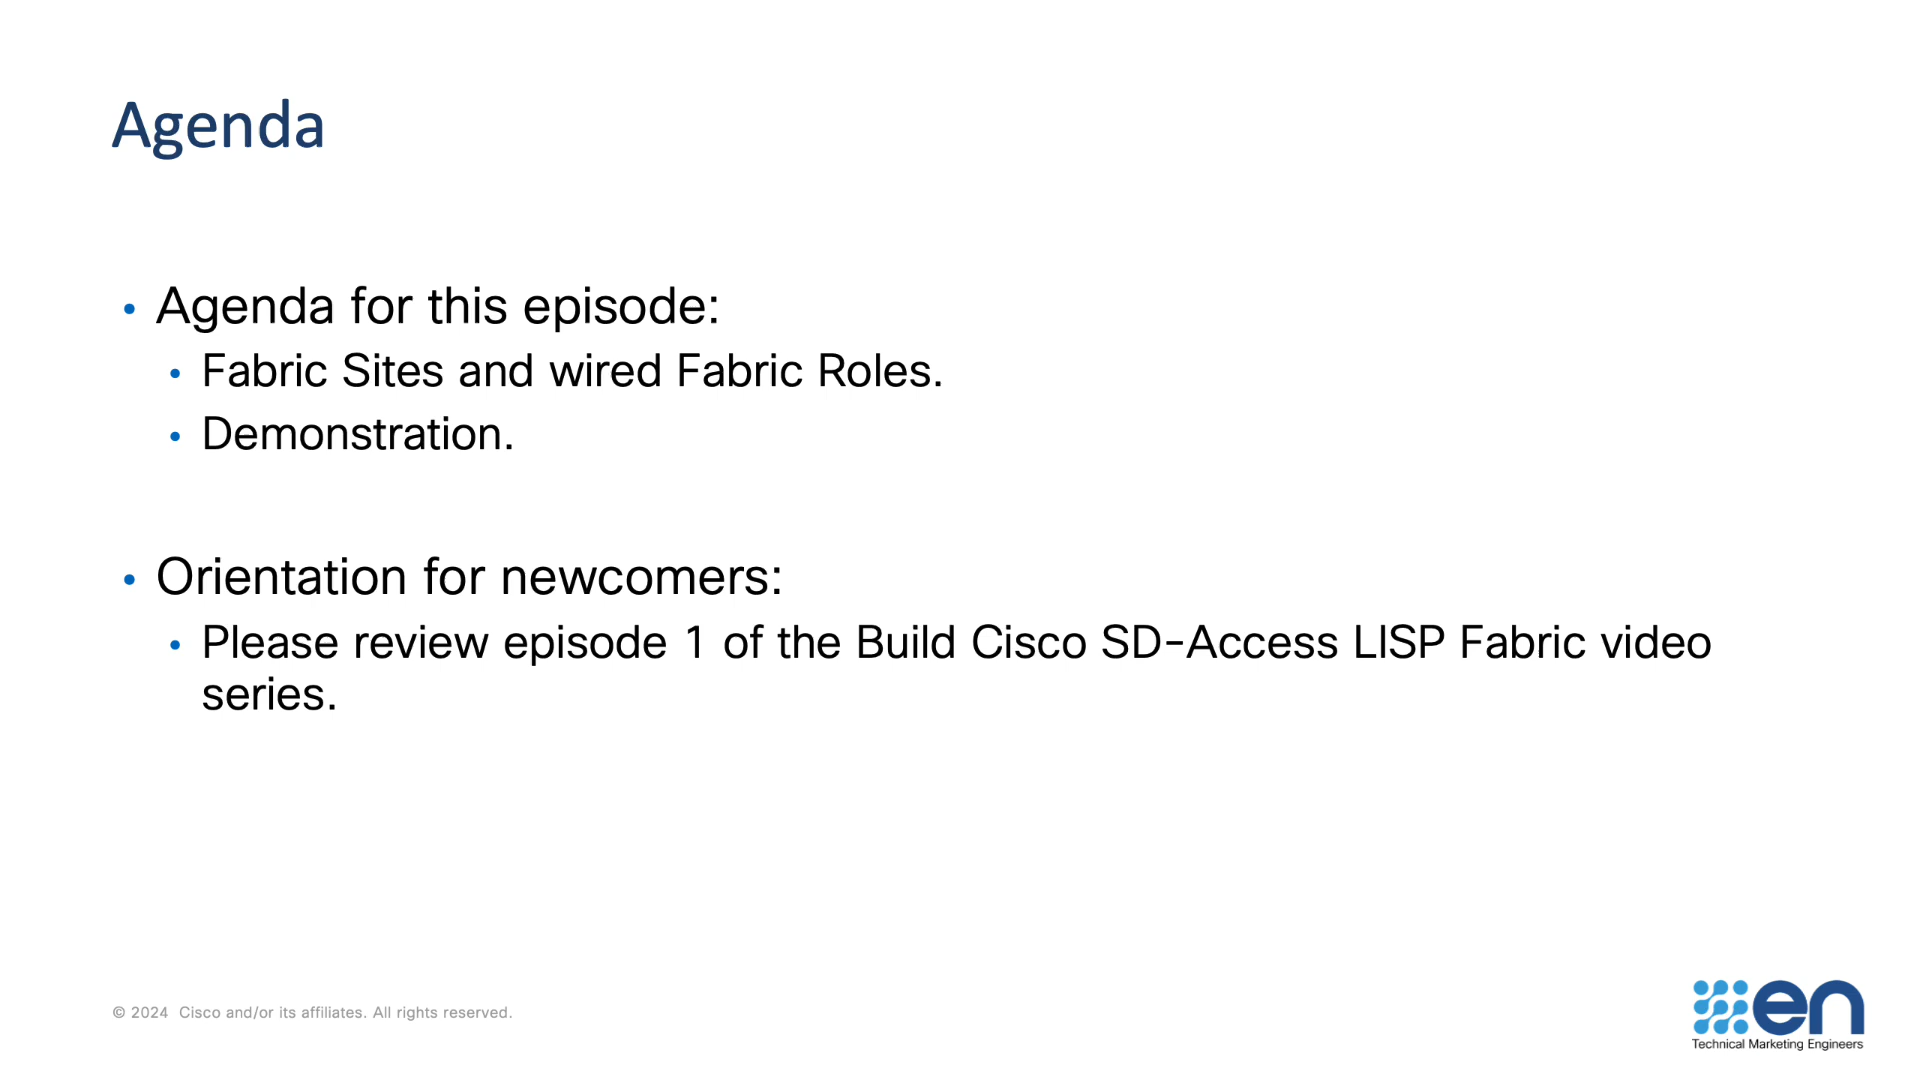 Agenda
• Agenda for this episode:
• Fabric Sites and wired Fabric Roles.
• Demonstration.
• Orientation for newcomers:
• Please review episode 1 of the Build Cisco SD-Access LISP Fabric video
series.
© 2024 Cisco and/or its affiliates. All rights reserved.
en
Technical Marketing Engineers